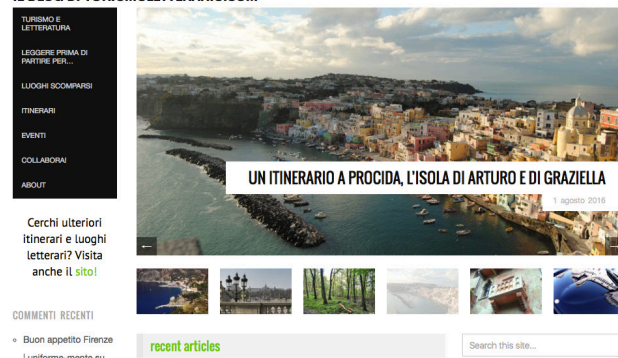 TURISMO E
LETTERATURA
LEGGERE PRIMA DI
PARTIRE PER...
LUOGHI SCOMPARSI
ITINERARI
EVENTI
COLLABORA!
ABOUT
UN ITINERARIO A PROCIDA, L'ISOLA DI ARTURO E DI GRAZIELLA
1 agosto 2016
Cerchi ulteriori
itinerari e luoghi
letterari? Visita
anche il sito!
COMMENTI RECENTI
Buon appetito Firenze
recent articles
Search this site...